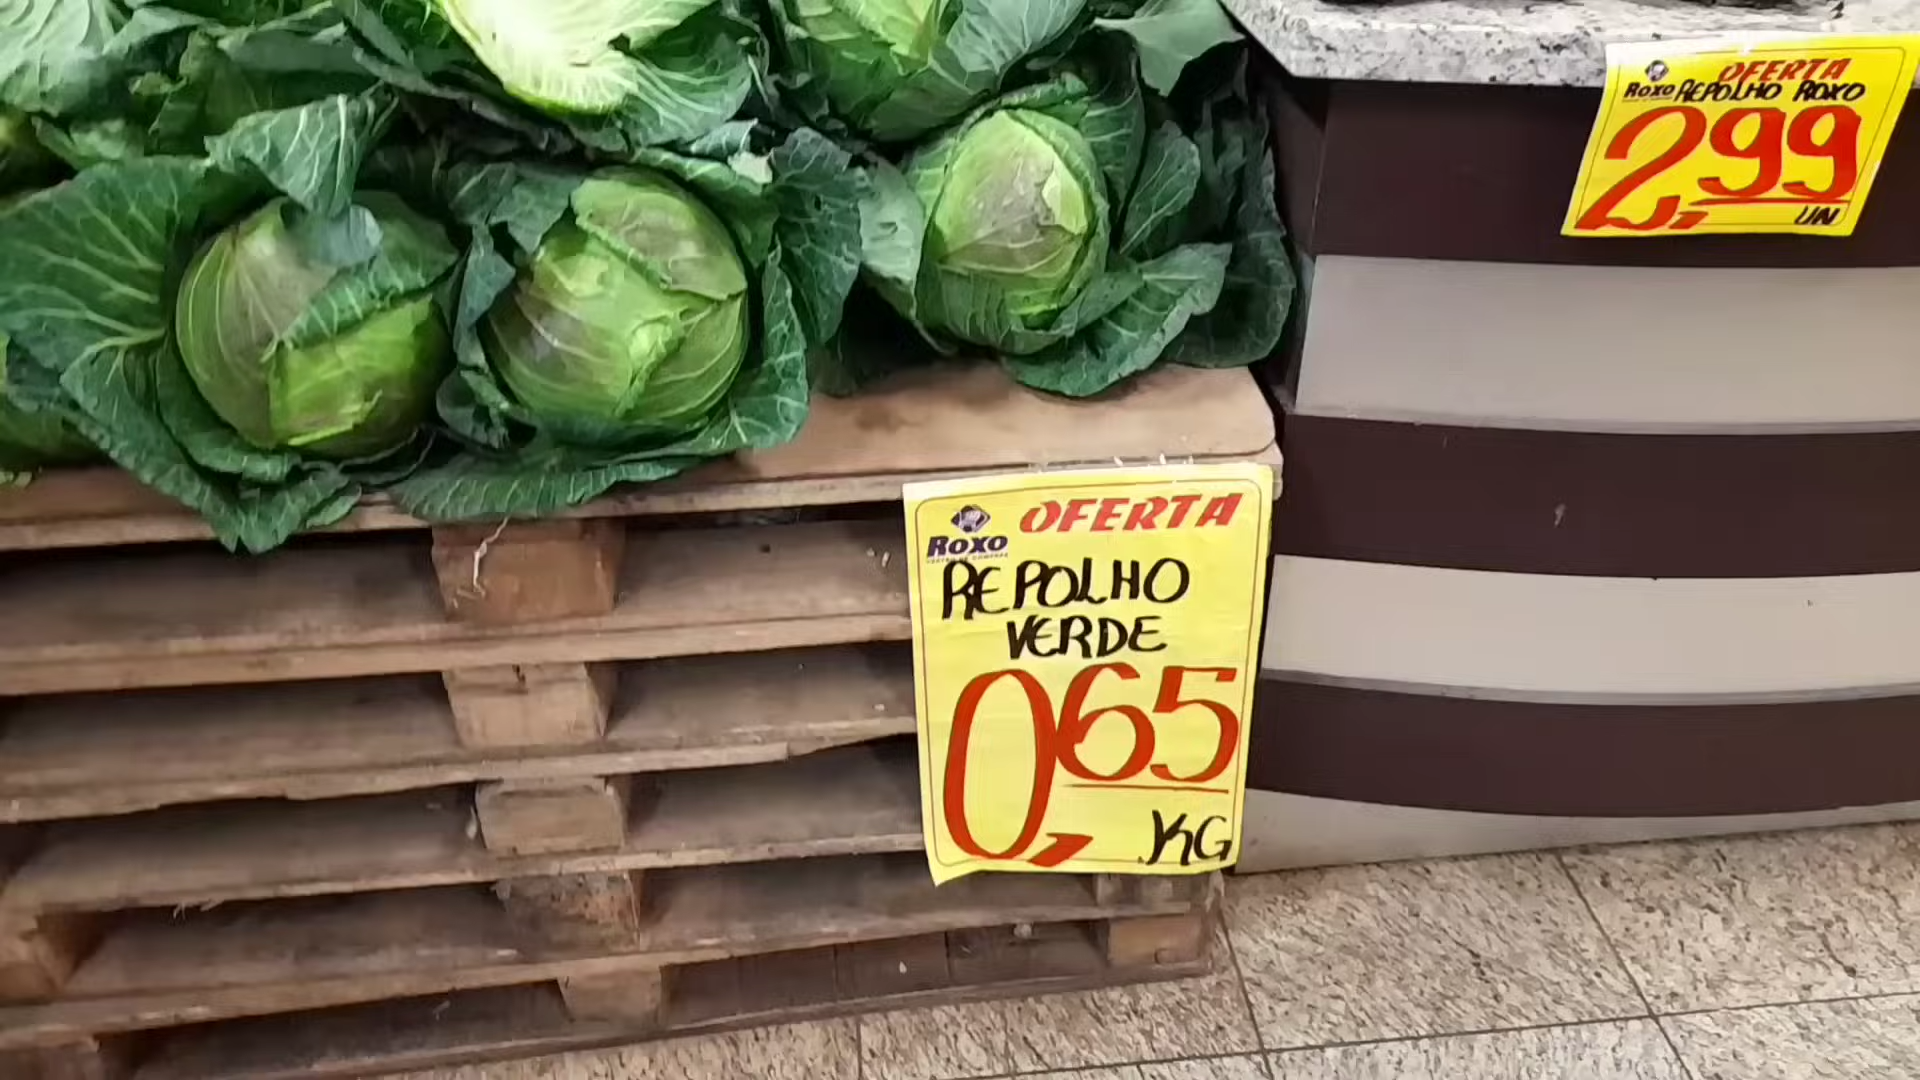 OFERTA
Roxo REPOLHO ROXO
2,99
UN
OFERTA
Roxo
REPOLHO
VERDE
0,65
KG